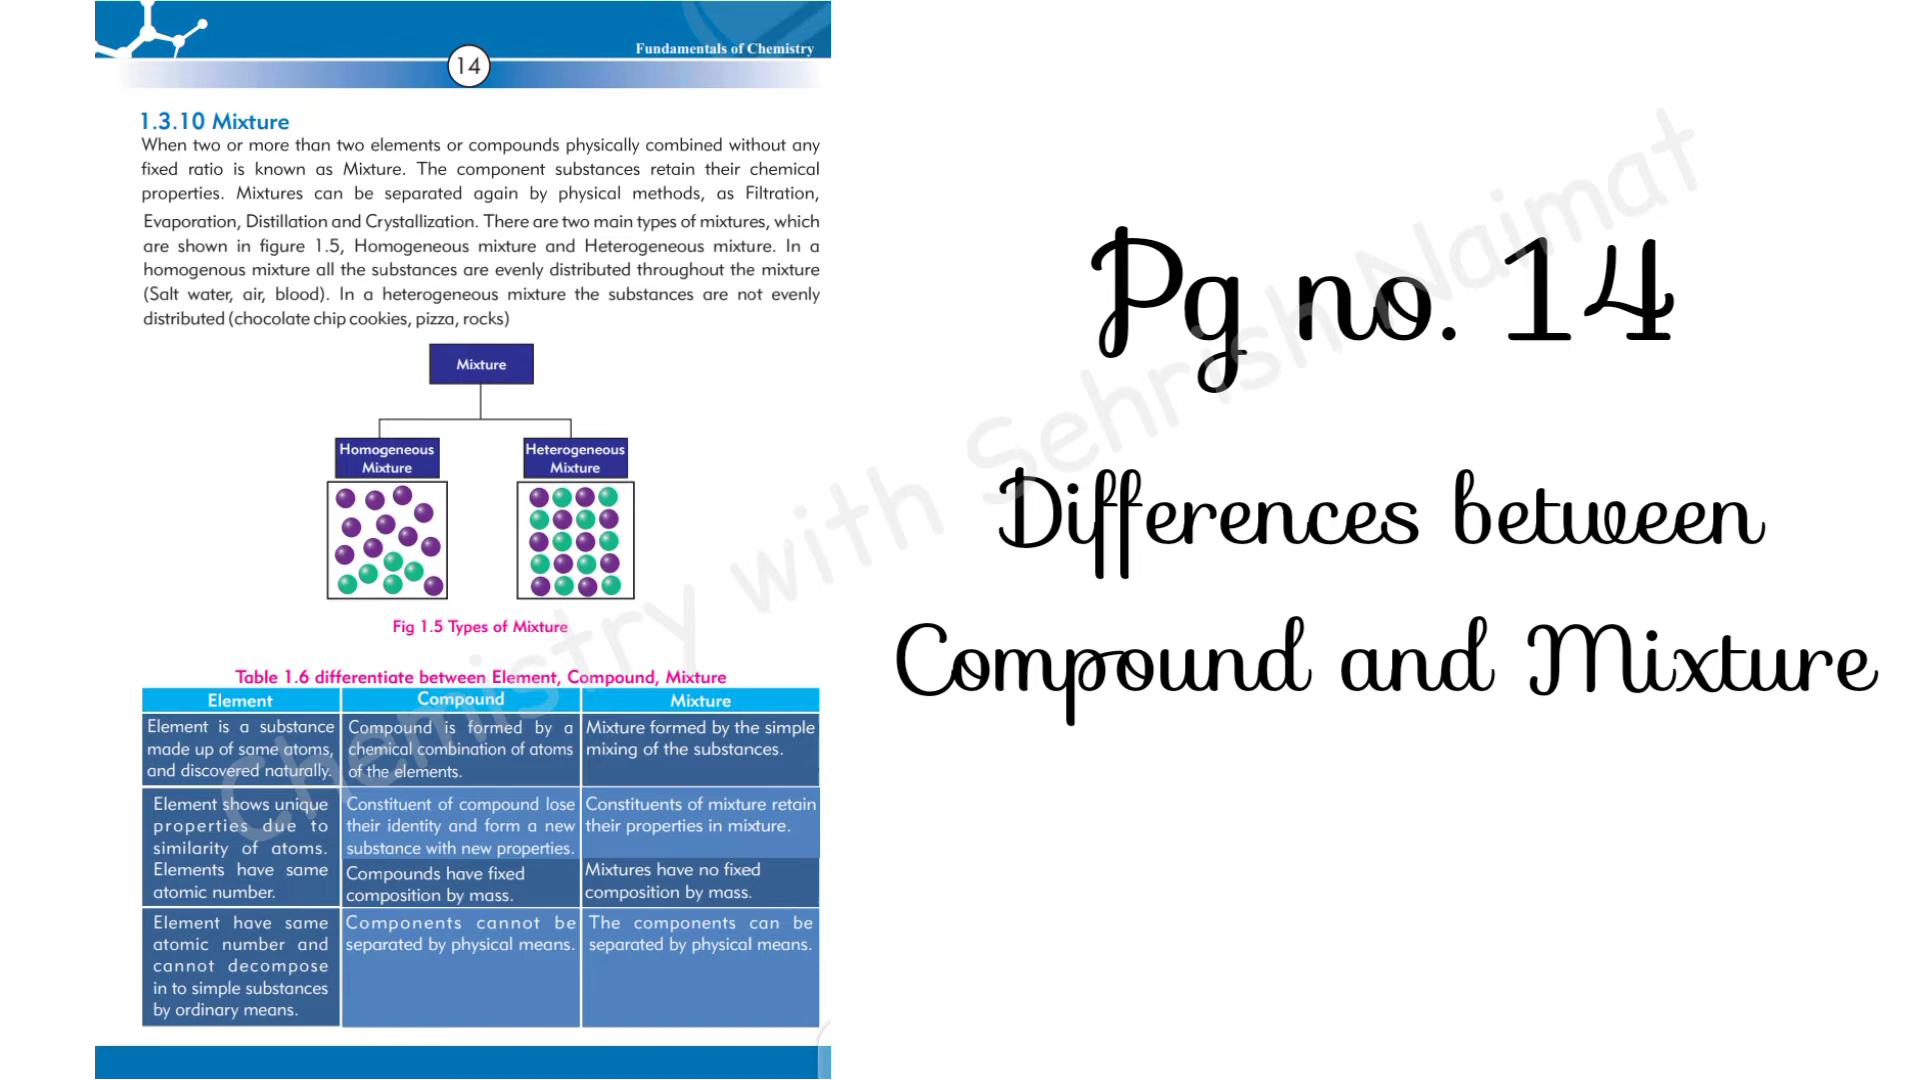 Fundamentals of Chemistry
14
1.3.10 Mixture
When two or more than two elements or compounds physically combined without any
fixed ratio is known as Mixture. The component substances retain their chemical
properties. Mixtures can be separated again by physical methods, as Filtration,
Evaporation, Distillation and Crystallization. There are two main types of mixtures, which
are shown in figure 1.5, Homogeneous mixture and Heterogeneous mixture. In a
homogenous mixture all the substances are evenly distributed throughout the mixture
(Salt water, air, blood). In a heterogeneous mixture the substances are not evenly
distributed (chocolate chip cookies, pizza, rocks)
Mixture
Homogeneous
Mixture
Heterogeneous
Mixture
Fig 1.5 Types of Mixture
Table 1.6 differentiate between Element, Compound, Mixture
Element
Compound
Mixture
Element is a substance
made up of same atoms,
and discovered naturally.
Compound is formed by a
chemical combination of atoms
of the elements.
Mixture formed by the simple
mixing of the substances.
Element shows unique
properties due to
similarity of atoms.
Elements have same
atomic number.
Constituent of compound lose
their identity and form a new
substance with new properties.
Constituents of mixture retain
their properties in mixture.
Compounds have fixed
composition by mass.
Mixtures have no fixed
composition by mass.
Element have same
atomic number and
cannot decompose
in to simple substances
by ordinary means.
Components cannot be
separated by physical means.
The components can be
separated by physical means.
Pg no. 14
Differences between
Compound and Mixture
Chemistry with Sehrish Naimat